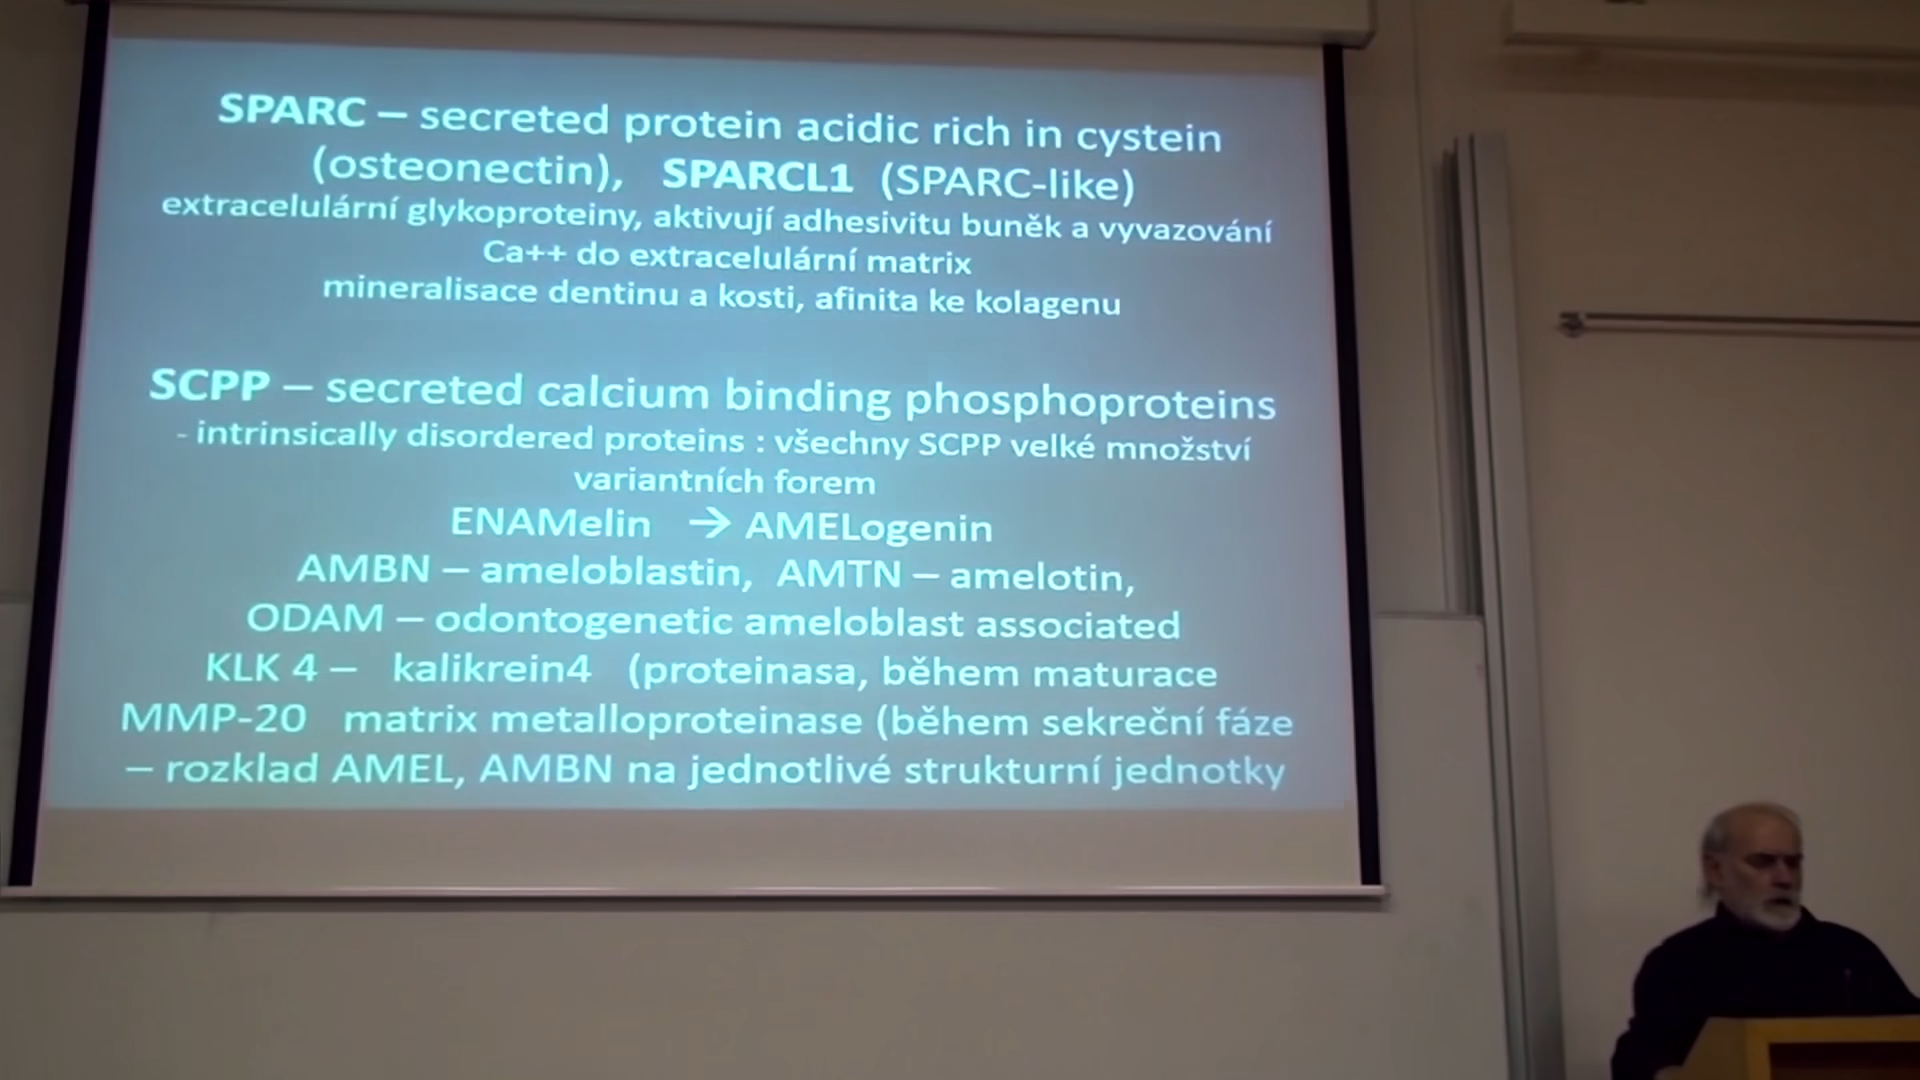 SPARC – secreted protein acidic rich in cystein
(osteonectin), SPARCL1 (SPARC-like)
extracelulární glykoproteiny, aktivují adhesivitu buněk a vyvazování
Ca++ do extracelulární matrix
mineralisace dentinu a kosti, afinita ke kolagenu
SCPP – secreted calcium binding phosphoproteins
- intrinsically disordered proteins : všechny SCPP velké množství
variantních forem
ENAMelin → AMELogenin
AMBN – ameloblastin, AMTN – amelotin,
ODAM – odontogenetic ameloblast associated
KLK 4 – kalikrein4 (proteinasa, během maturace
MMP-20 matrix metalloproteinase (během sekreční fáze
– rozklad AMEL, AMBN na jednotlivé strukturní jednotky